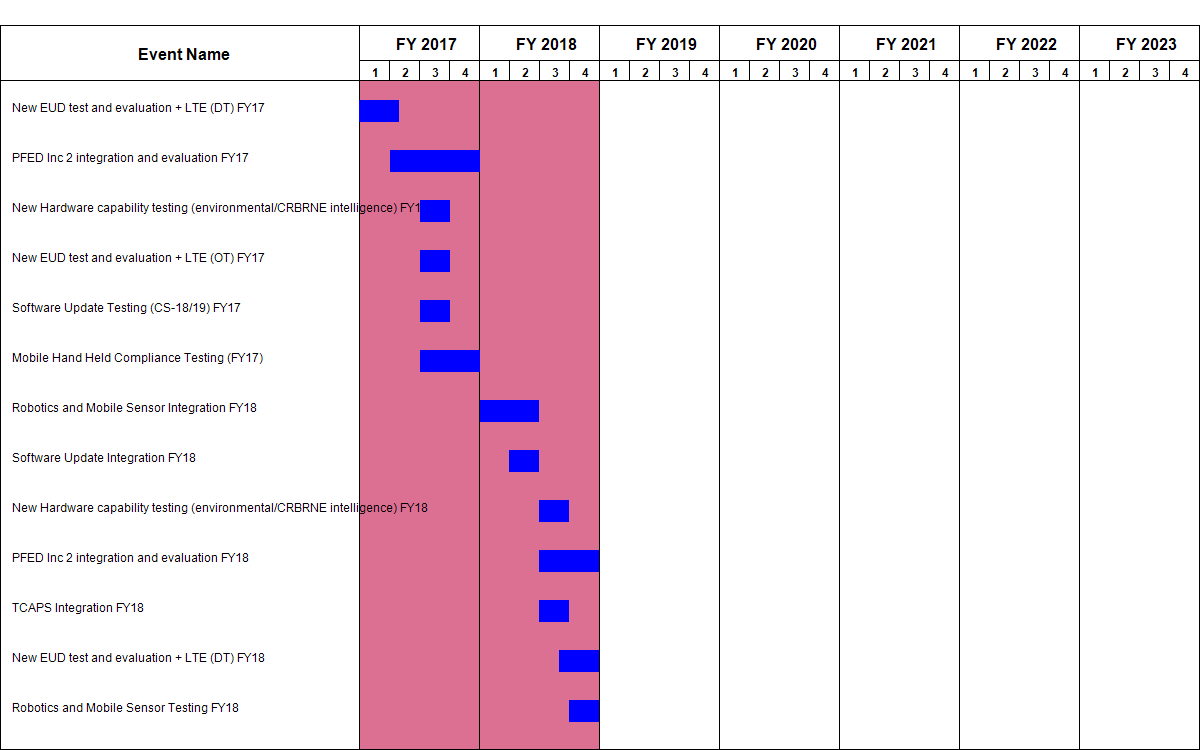 Event Name
FY 2017 FY 2018 FY 2019 FY 2020 FY 2021 FY 2022 FY 2023
1 2 3 4 1 2 3 4 1 2 3 4 1 2 3 4 1 2 3 4 1 2 3 4 1 2 3 4
New EUD test and evaluation + LTE (DT) FY17
PFED Inc 2 integration and evaluation FY17
New Hardware capability testing (environmental/CRBRNE intelligence) FY1
New EUD test and evaluation + LTE (OT) FY17
Software Update Testing (CS-18/19) FY17
Mobile Hand Held Compliance Testing (FY17)
Robotics and Mobile Sensor Integration FY18
Software Update Integration FY18
New Hardware capability testing (environmental/CRBRNE intelligence) FY18
PFED Inc 2 integration and evaluation FY18
TCAPS Integration FY18
New EUD test and evaluation + LTE (DT) FY18
Robotics and Mobile Sensor Testing FY18